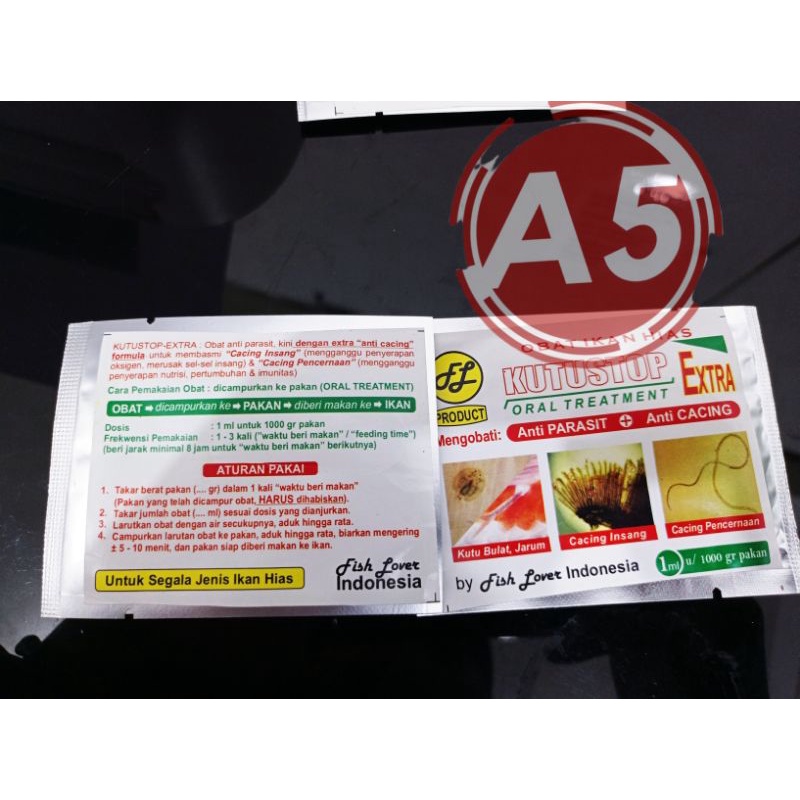 A5
OBAT IKAN HIAS
KUTUSTOP-EXTRA : Obat anti parasit, kini dengan extra "anti cacing"
formula untuk membasmi "Cacing Insang" (mengganggu penyerapan
oksigen, merusak sel-sel insang) & "Cacing Pencernaan" (mengganggu
penyerapan nutrisi, pertumbuhan & imunitas)
Cara Pemakaian Obat : dicampurkan ke pakan (ORAL TREATMENT)
OBAT ➡ dicampurkan ke ➡ PAKAN ➡ diberi makan ke ➡ IKAN
Dosis : 1 ml untuk 1000 gr pakan
Frekwensi Pemakaian : 1 - 3 kali ("waktu beri makan" / "feeding time")
(beri jarak minimal 8 jam untuk "waktu beri makan" berikutnya)
ATURAN PAKAI
1. Takar berat pakan (.... gr) dalam 1 kali "waktu beri makan"
(Pakan yang telah dicampur obat, HARUS dihabiskan).
2. Takar jumlah obat (.... ml) sesuai dosis yang dianjurkan.
3. Larutkan obat dengan air secukupnya, aduk hingga rata.
4. Campurkan larutan obat ke pakan, aduk hingga rata, biarkan mengering
± 5 - 10 menit, dan pakan siap diberi makan ke ikan.
Untuk Segala Jenis Ikan Hias
Fish Lover
Indonesia
FL
PRODUCT
KUTUSTOP EXTRA
ORAL TREATMENT
Mengobati: Anti PARASIT + Anti CACING
Kutu Bulat, Jarum
Cacing Insang
Cacing Pencernaan
by Fish Lover Indonesia
1ml u/ 1000 gr pakan